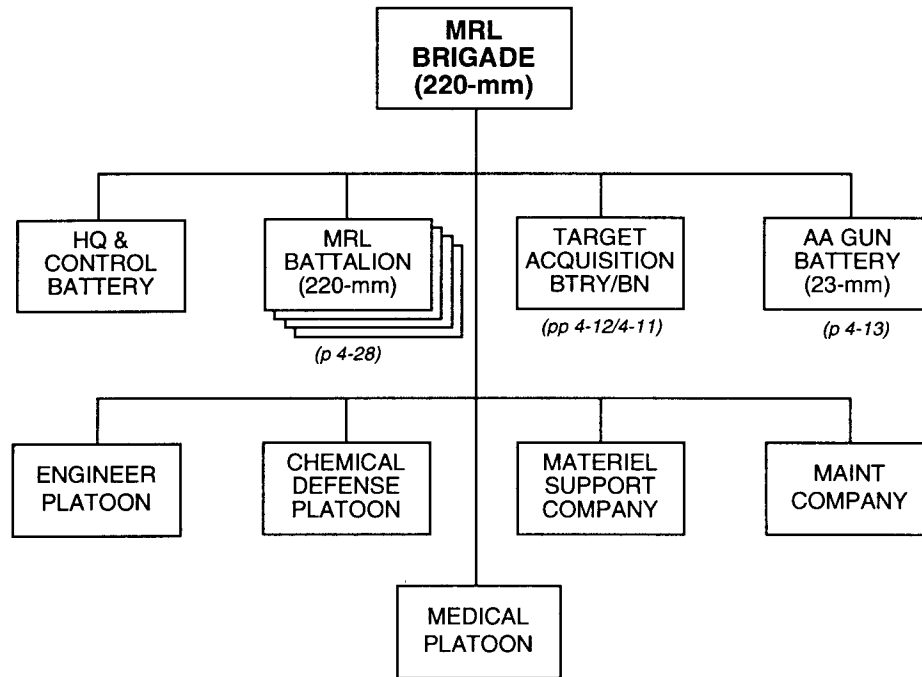 MRL
BRIGADE
(220-mm)
HQ &
CONTROL
BATTERY
MRL
BATTALION
(220-mm)
(p 4-28)
TARGET
ACQUISITION
BTRY/BN
(pp 4-12/4-11)
AA GUN
BATTERY
(23-mm)
(p 4-13)
ENGINEER
PLATOON
CHEMICAL
DEFENSE
PLATOON
MATERIEL
SUPPORT
COMPANY
MAINT
COMPANY
MEDICAL
PLATOON